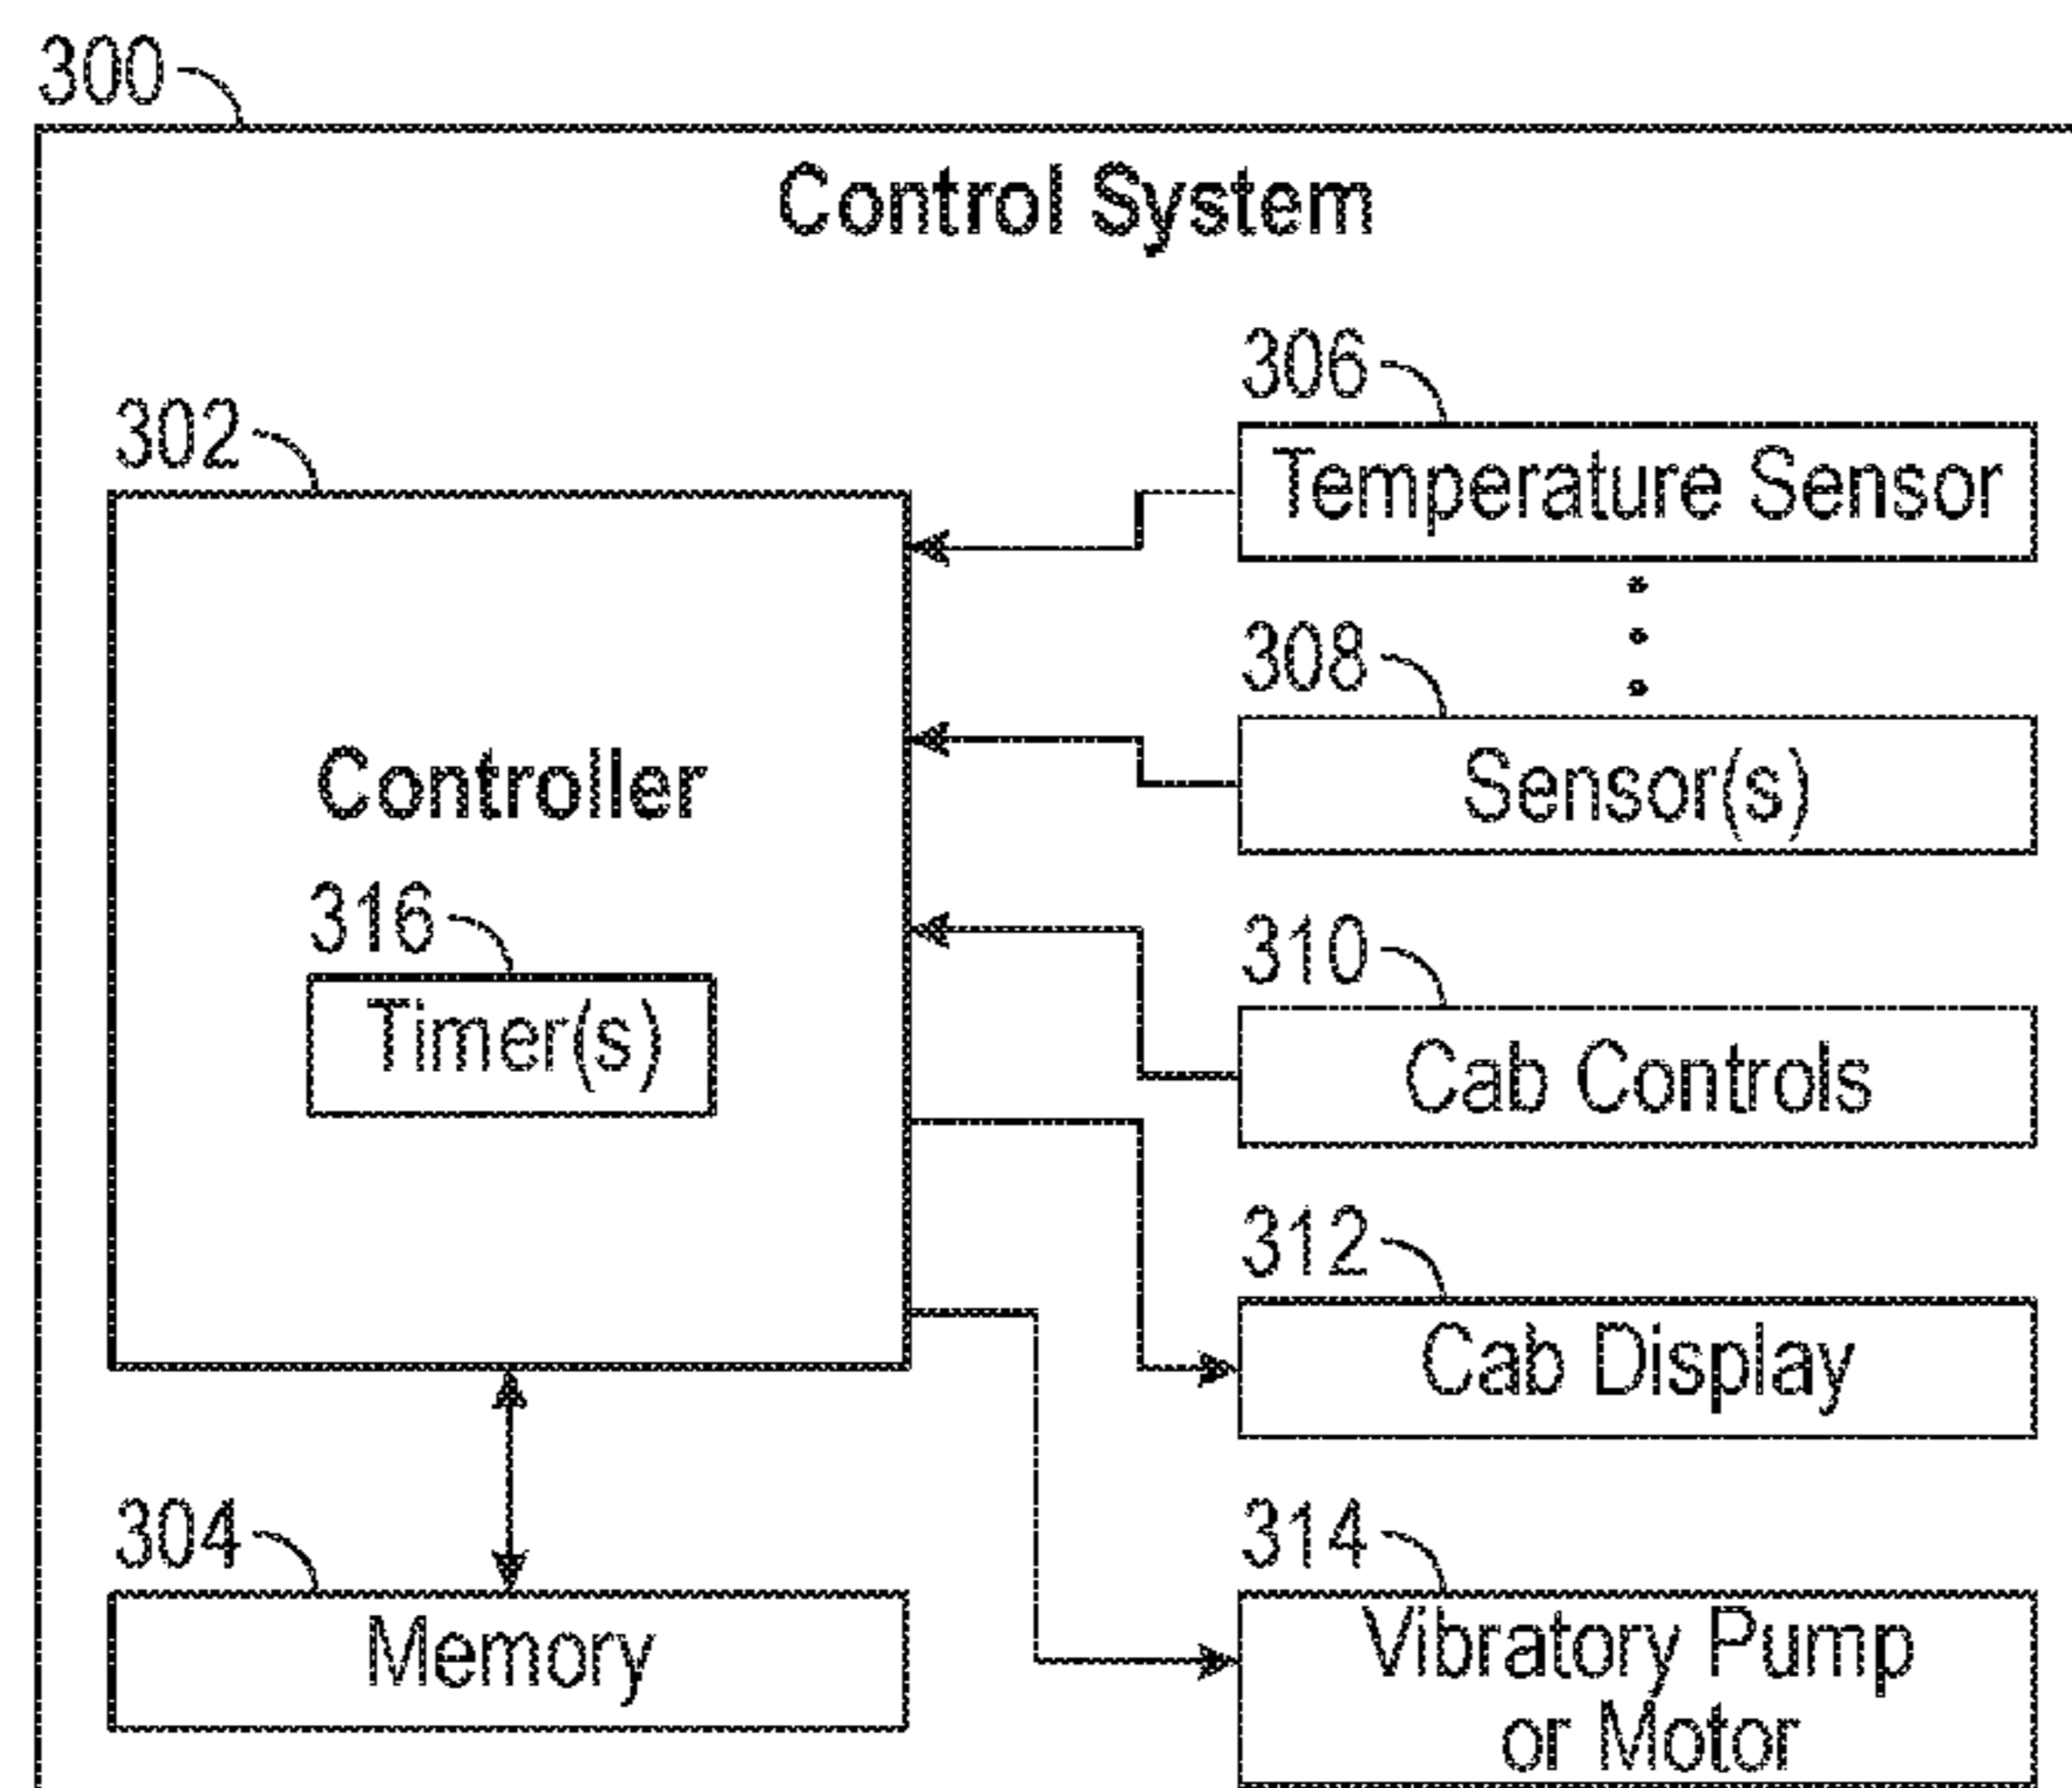 300
Control System
306
302
Temperature Sensor
308
Controller
Sensor(s)
316
310
Timer(s)
Cab Controls
312
Cab Display
304
314
Memory
Vibratory Pump
or Motor